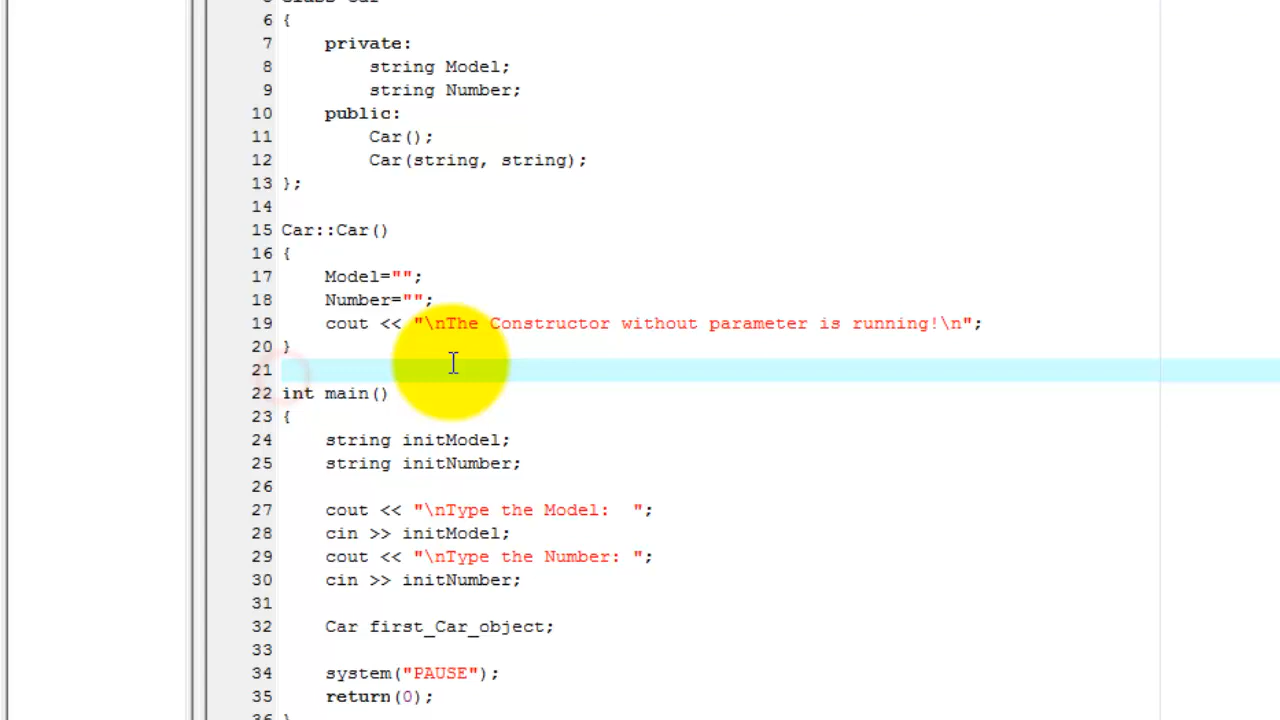 6 {
7 private:
8 string Model;
9 string Number;
10 public:
11 Car();
12 Car(string, string);
13 };
14
15 Car::Car()
16 {
17 Model="";
18 Number="";
19 cout << "\nThe Constructor without parameter is running!\n";
20 }
21
22 int main()
23 {
24 string initModel;
25 string initNumber;
26
27 cout << "\nType the Model:  ";
28 cin >> initModel;
29 cout << "\nType the Number: ";
30 cin >> initNumber;
31
32 Car first_Car_object;
33
34 system("PAUSE");
35 return(0);